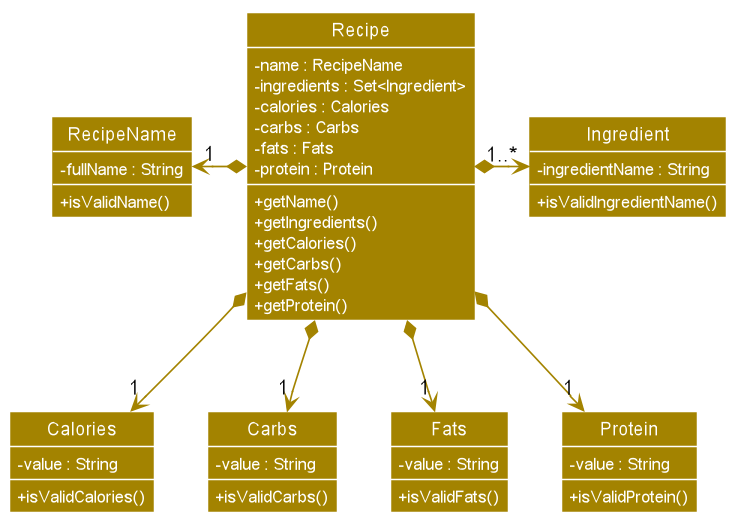 Recipe
-name : RecipeName
-ingredients : Set<Ingredient>
-calories : Calories
-carbs : Carbs
-fats : Fats
-protein : Protein
+getName()
+getIngredients()
+getCalories()
+getCarbs()
+getFats()
+getProtein()
RecipeName
-fullName : String
+isValidName()
1
1..*
Ingredient
-ingredientName : String
+isValidIngredientName()
1
1
1
1
Calories
-value : String
+isValidCalories()
Carbs
-value : String
+isValidCarbs()
Fats
-value : String
+isValidFats()
Protein
-value : String
+isValidProtein()